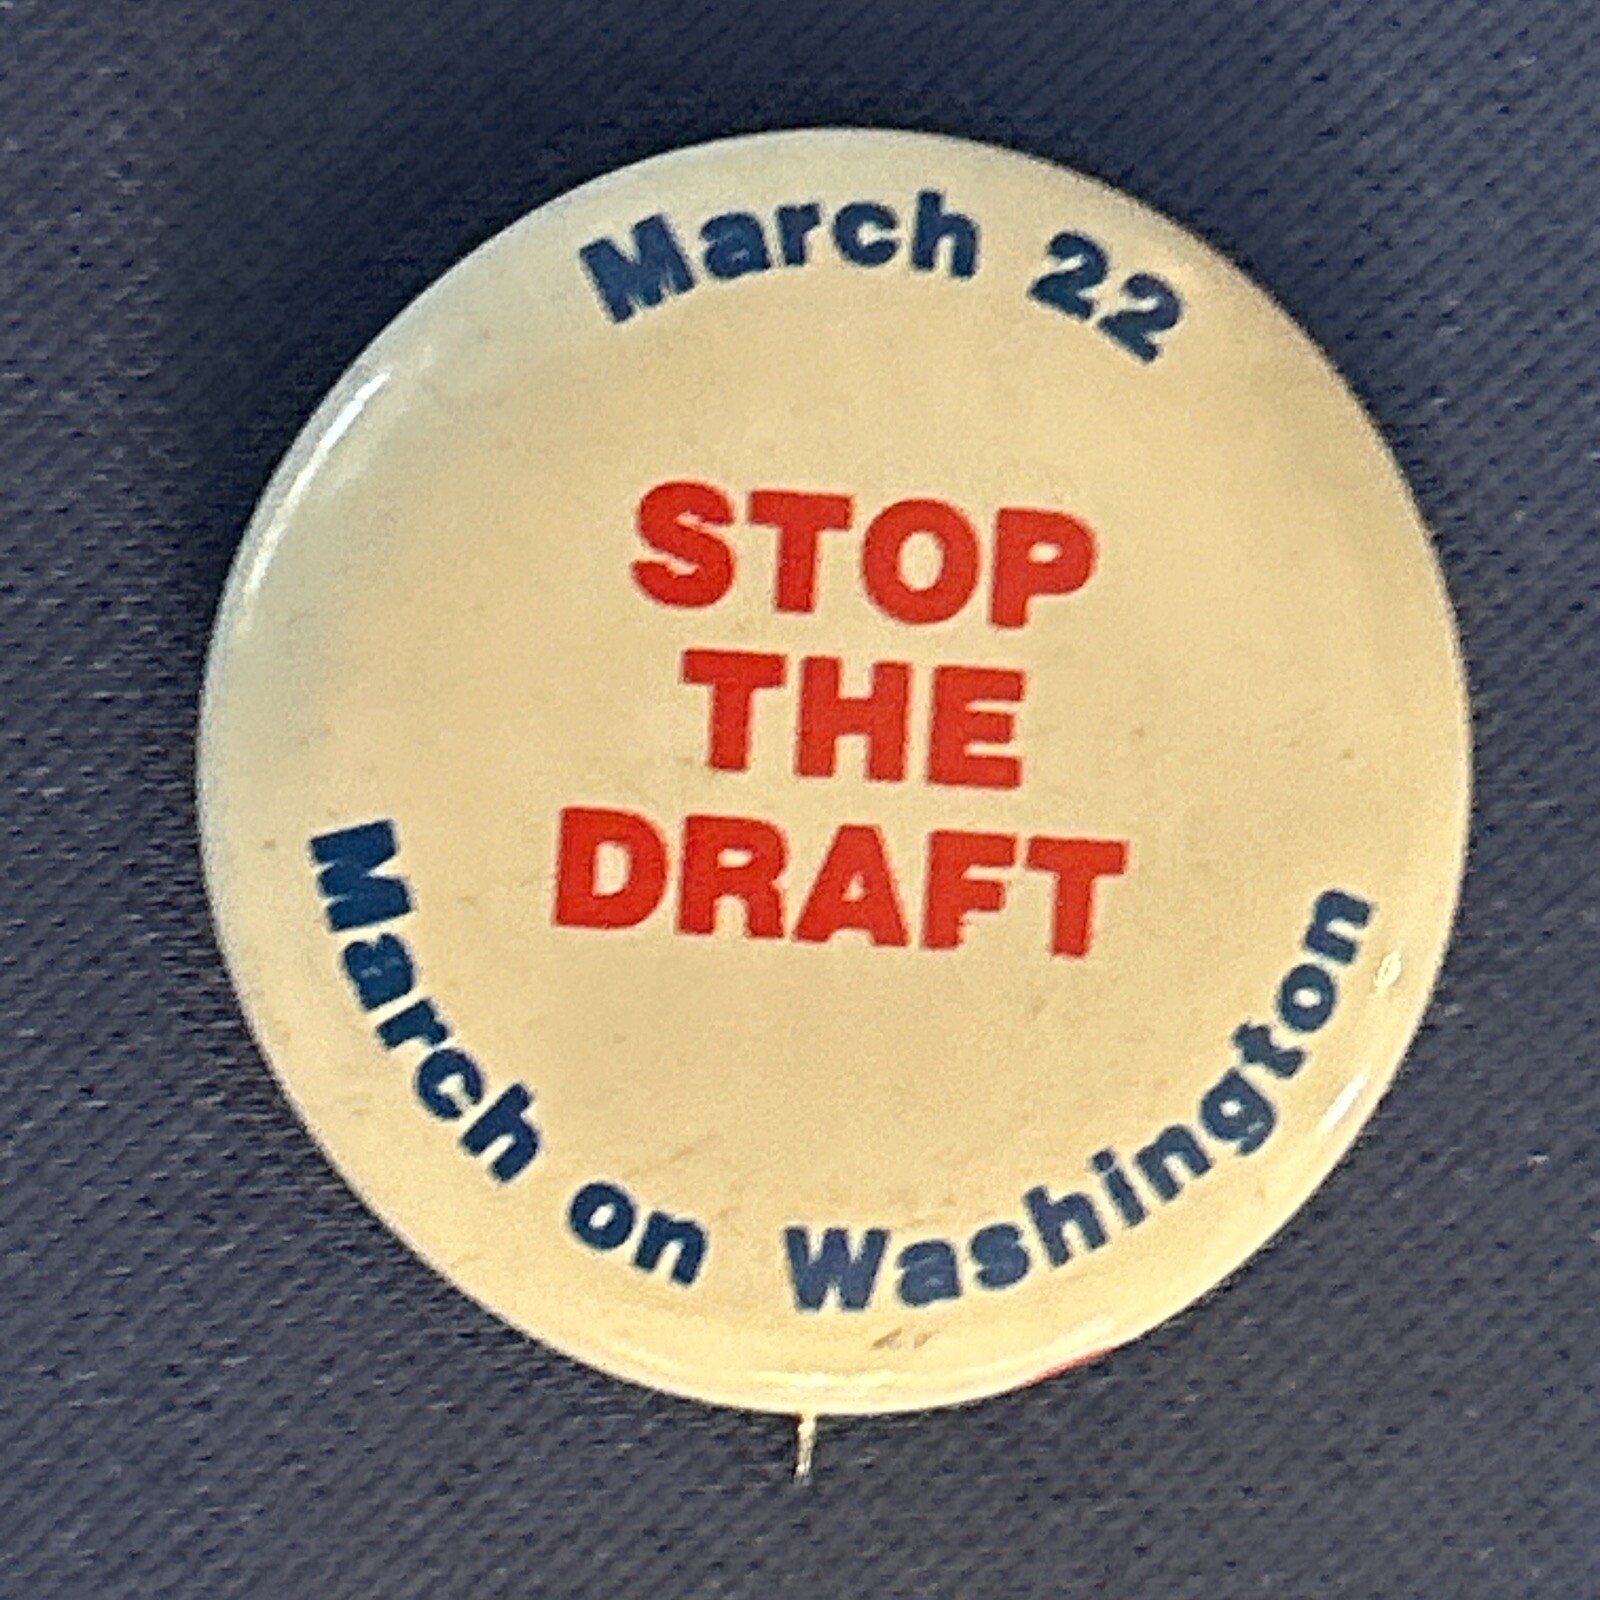 March 22
STOP
THE
DRAFT
March on Washington